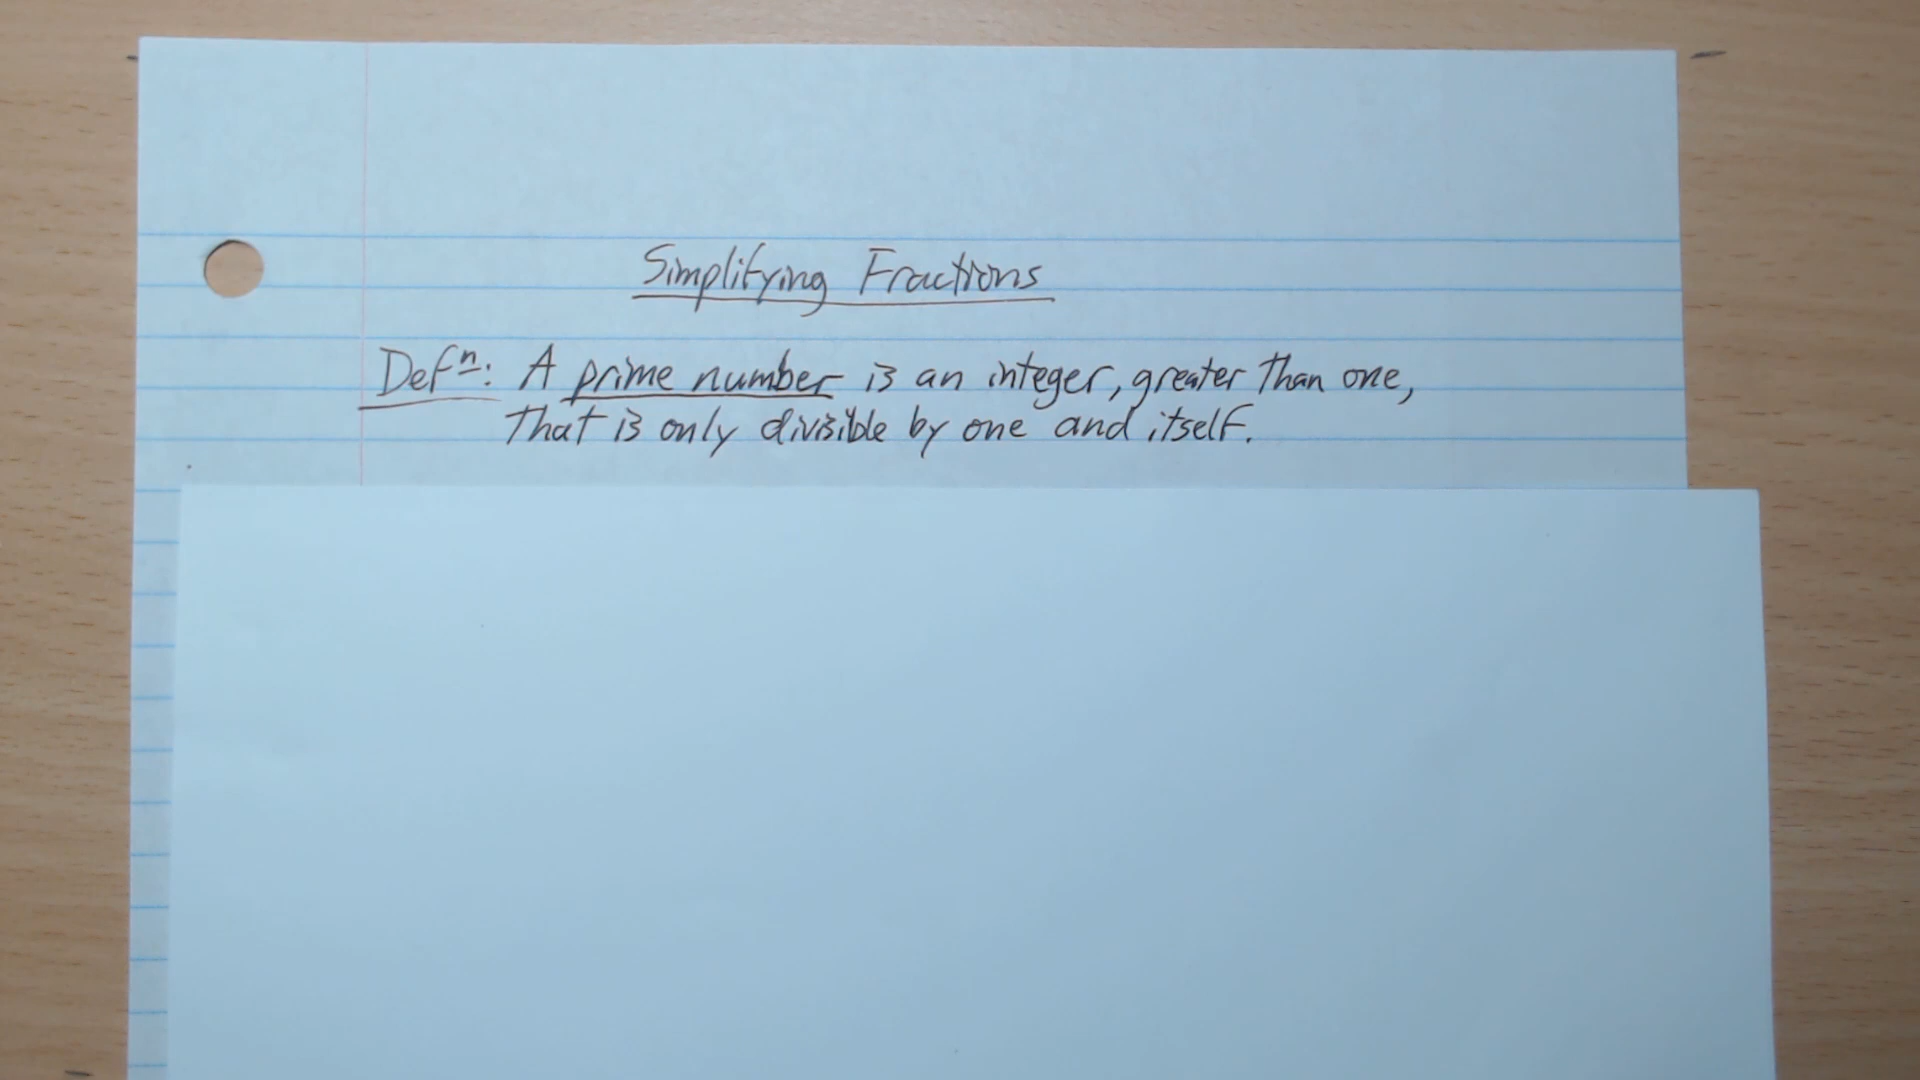 Simplifying Fractions
Defⁿ: A prime number is an integer, greater than one,
that is only divisible by one and itself.